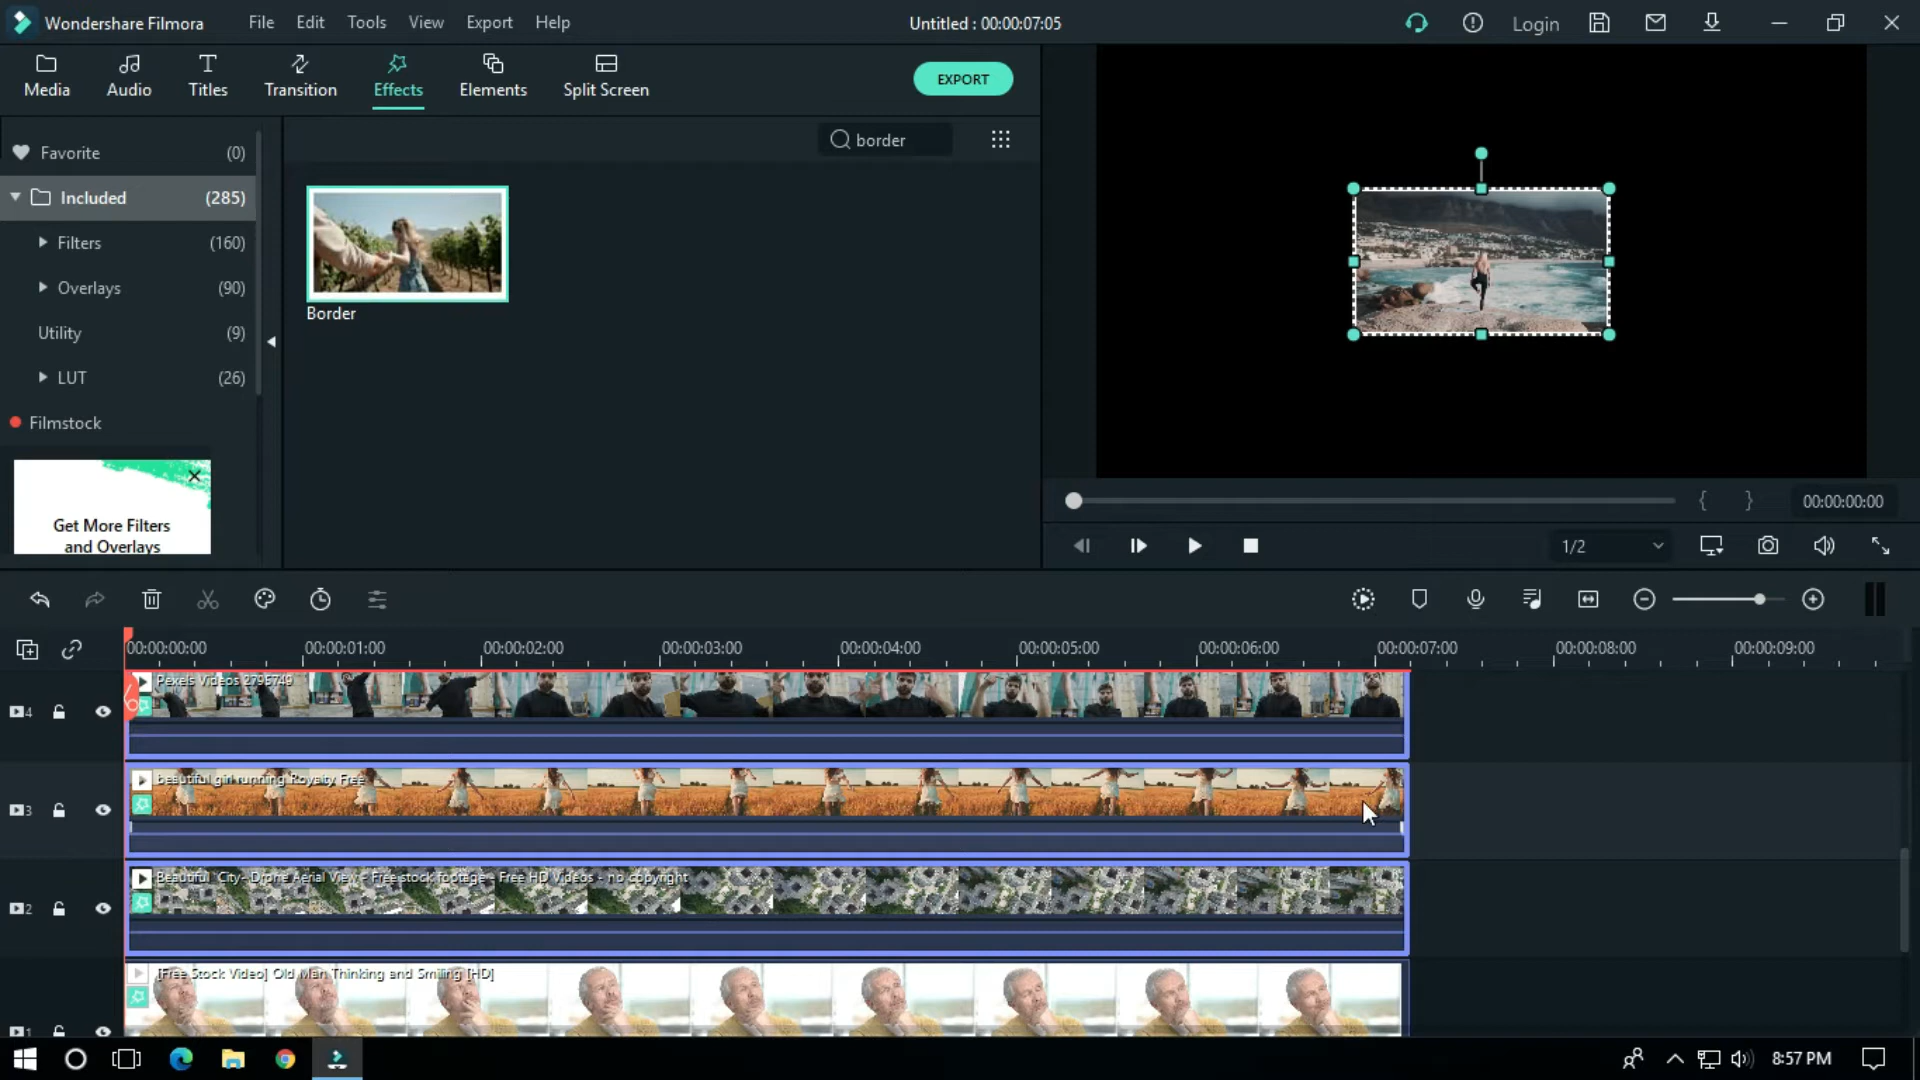 Wondershare Filmora
File
Edit
Tools
View
Export
Help
Untitled : 00:00:07:05
Login
Media
Audio
Titles
Transition
Effects
Elements
Split Screen
EXPORT
Favorite (0)
Included (285)
Filters (160)
Overlays (90)
Utility (9)
LUT (26)
Filmstock
Get More Filters
and Overlays
border
Border
00:00:00:00
1/2
00:00:00:00
00:00:01:00
00:00:02:00
00:00:03:00
00:00:04:00
00:00:05:00
00:00:06:00
00:00:07:00
00:00:08:00
00:00:09:00
Pexels Videos 2795749
4
beautiful girl running Royalty Free
3
Beautiful City- Drone Aerial View - Free stock footage - Free HD Videos - no copyright
2
[Free Stock Video] Old Man Thinking and Smiling [HD]
1
8:57 PM